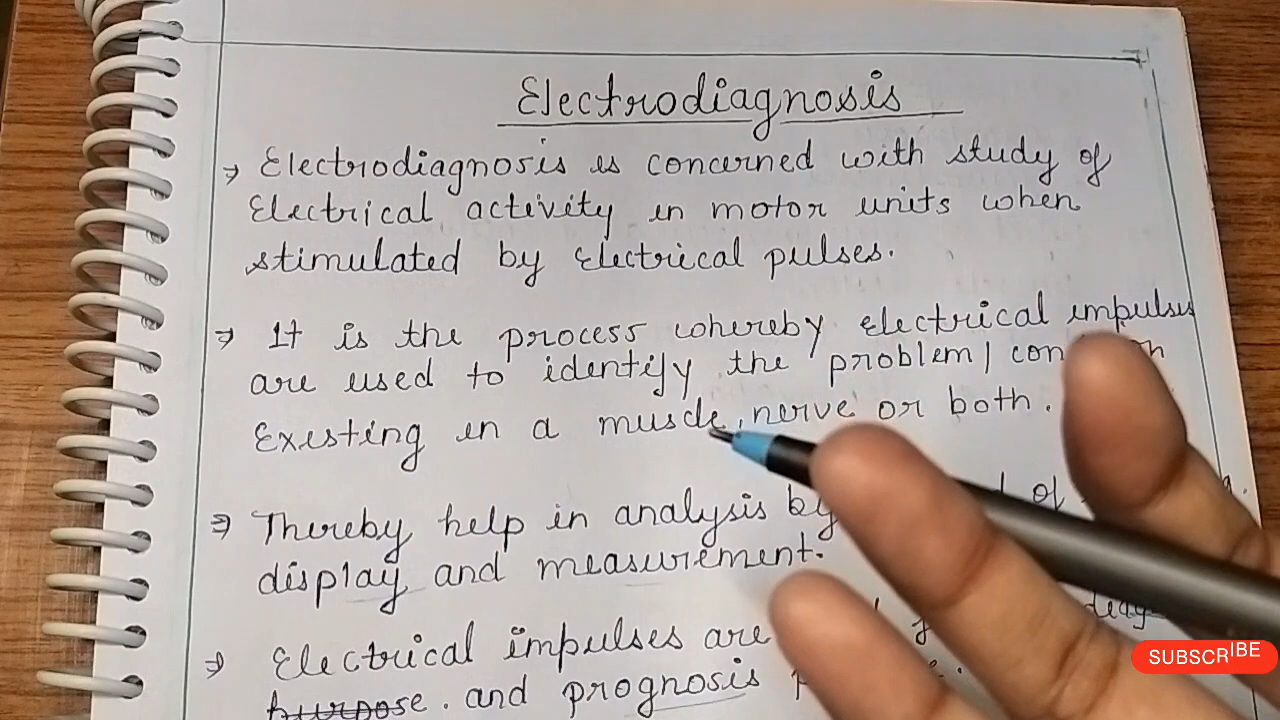 Electrodiagnosis
→ Electrodiagnosis is concerned with study of
Electrical activity in motor units when
stimulated by Electrical pulses.
→ It is the process whereby Electrical impulses
are used to identify the problem/
Existing in a muscle, nerve or both.
→ Thereby help in analysis by of
display and measurement.
→ Electrical impulses are
and prognosis
SUBSCRIBE